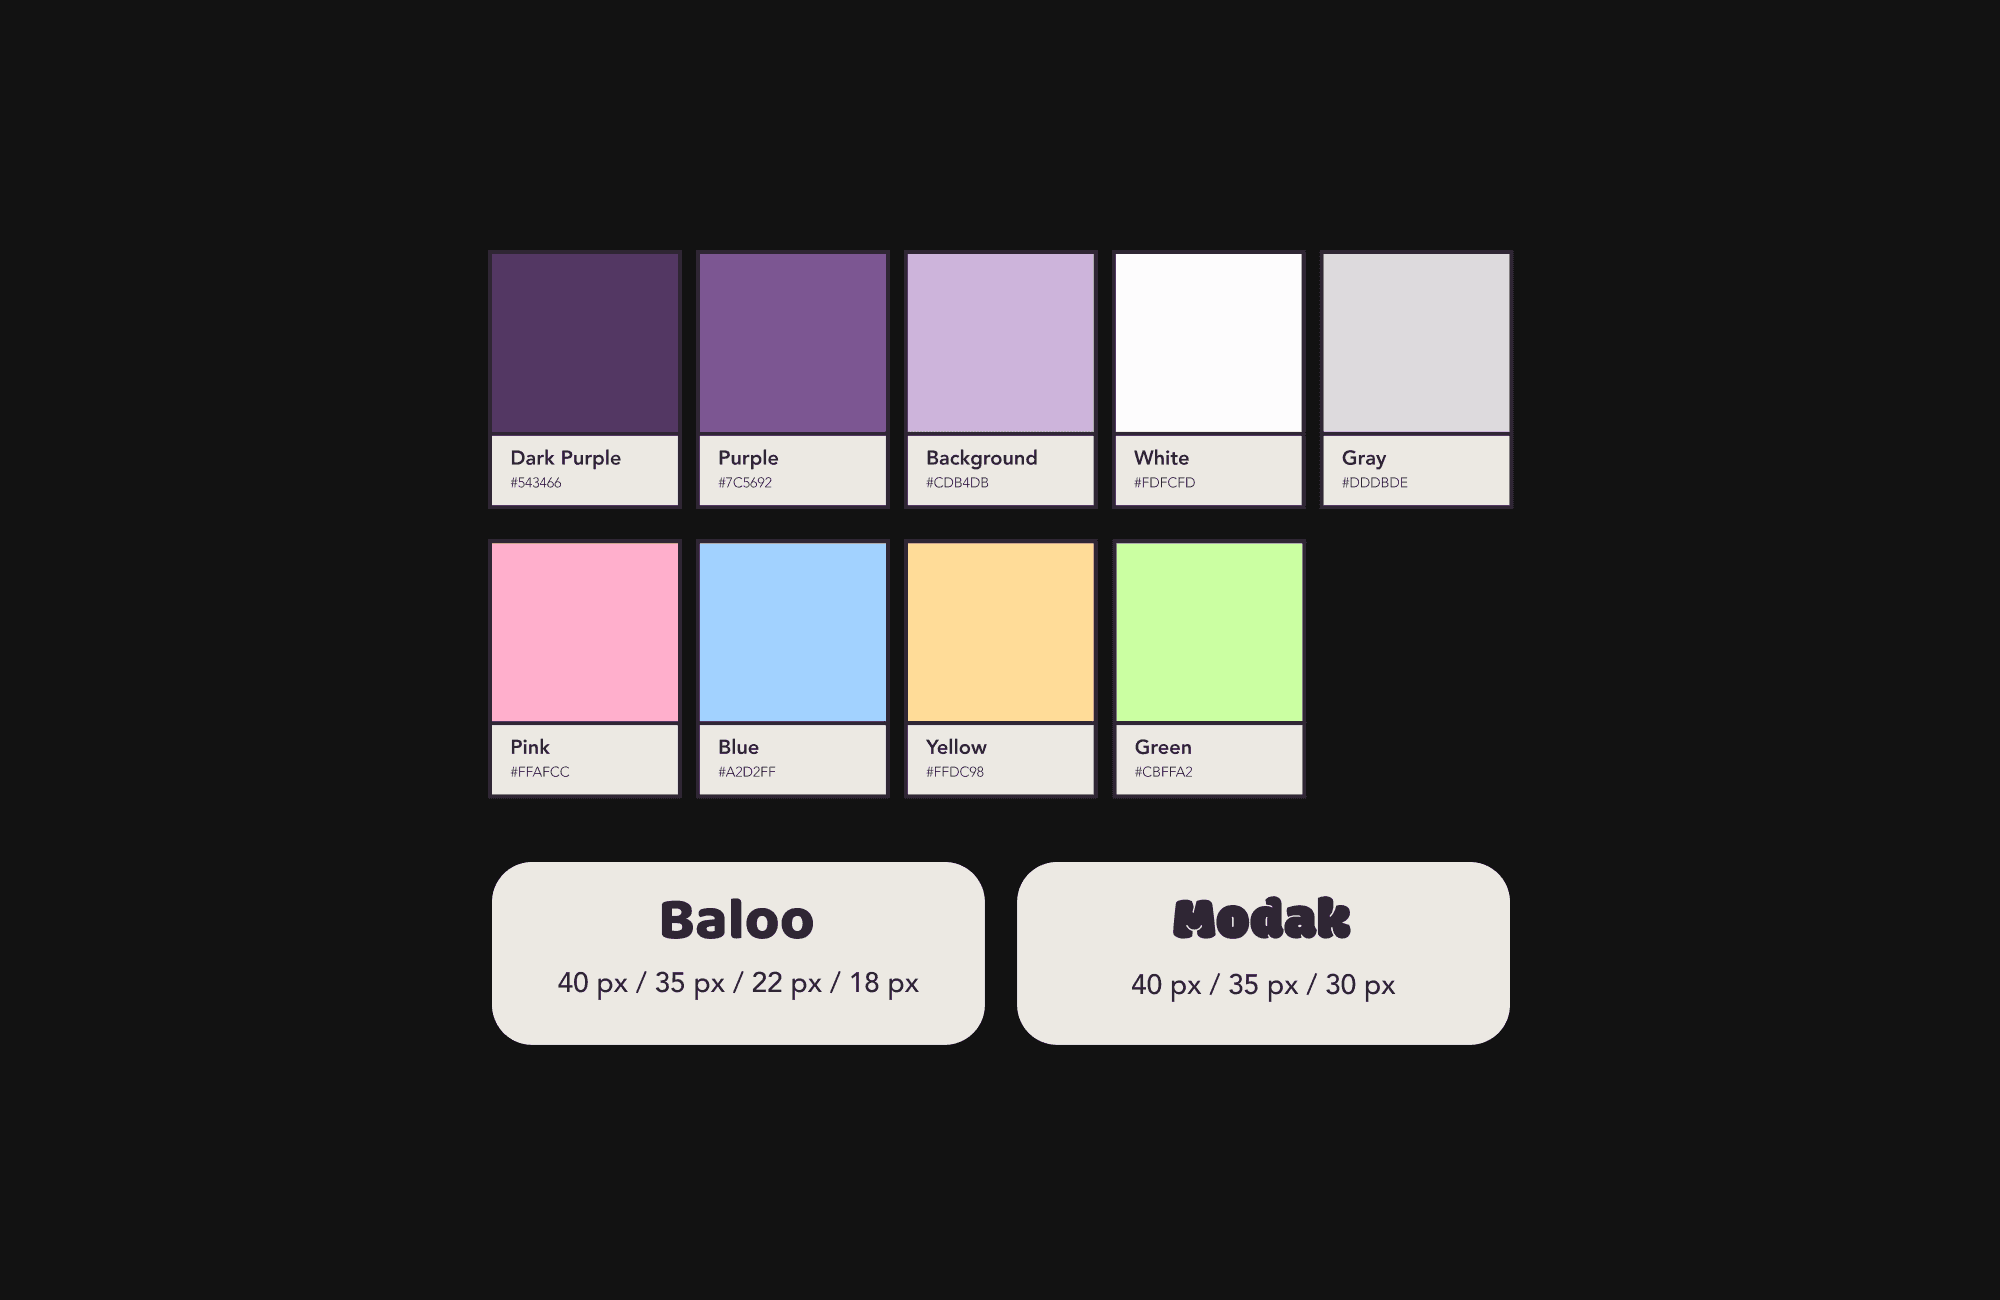 Dark Purple
#543466
Purple
#7C5692
Background
#CDB4DB
White
#FDFCFD
Gray
#DDDBDE
Pink
#FFAFCC
Blue
#A2D2FF
Yellow
#FFDC98
Green
#CBFFA2
Baloo
40 px / 35 px / 22 px / 18 px
Modak
40 px / 35 px / 30 px